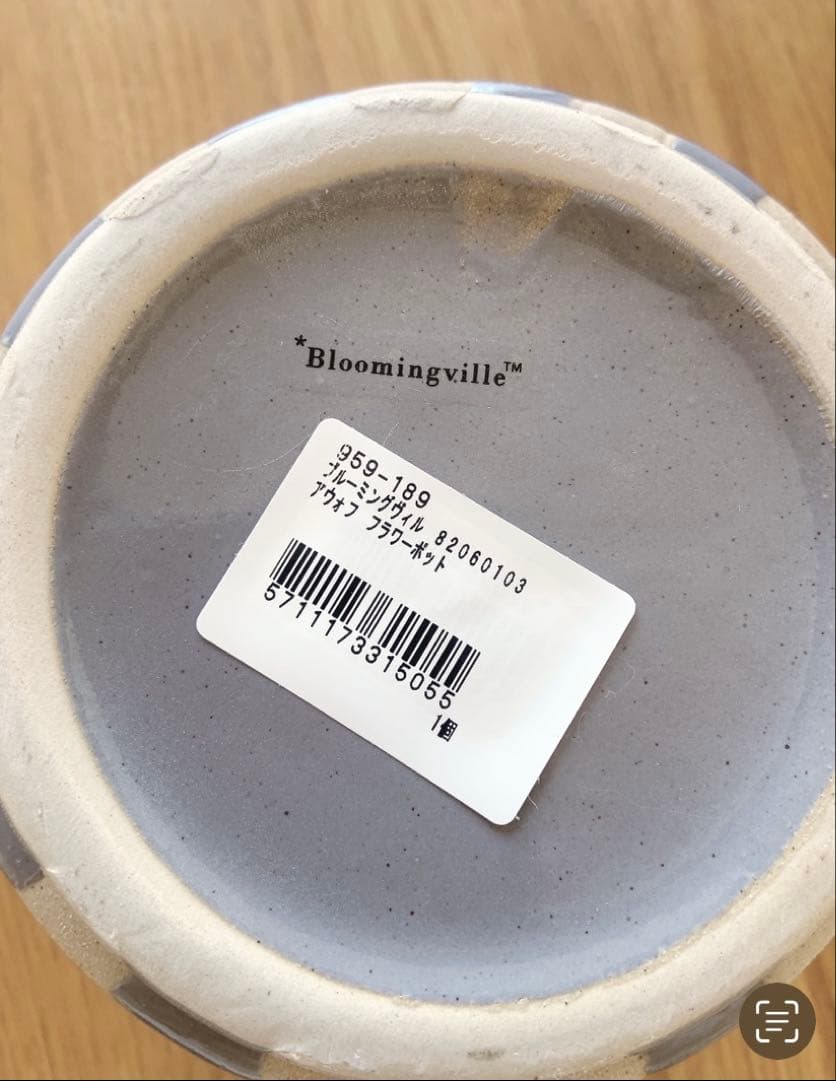 *Bloomingville™
959-189
ブルーミングヴィル 82060103
アウォフ フラワーポット
5711173315055
1個